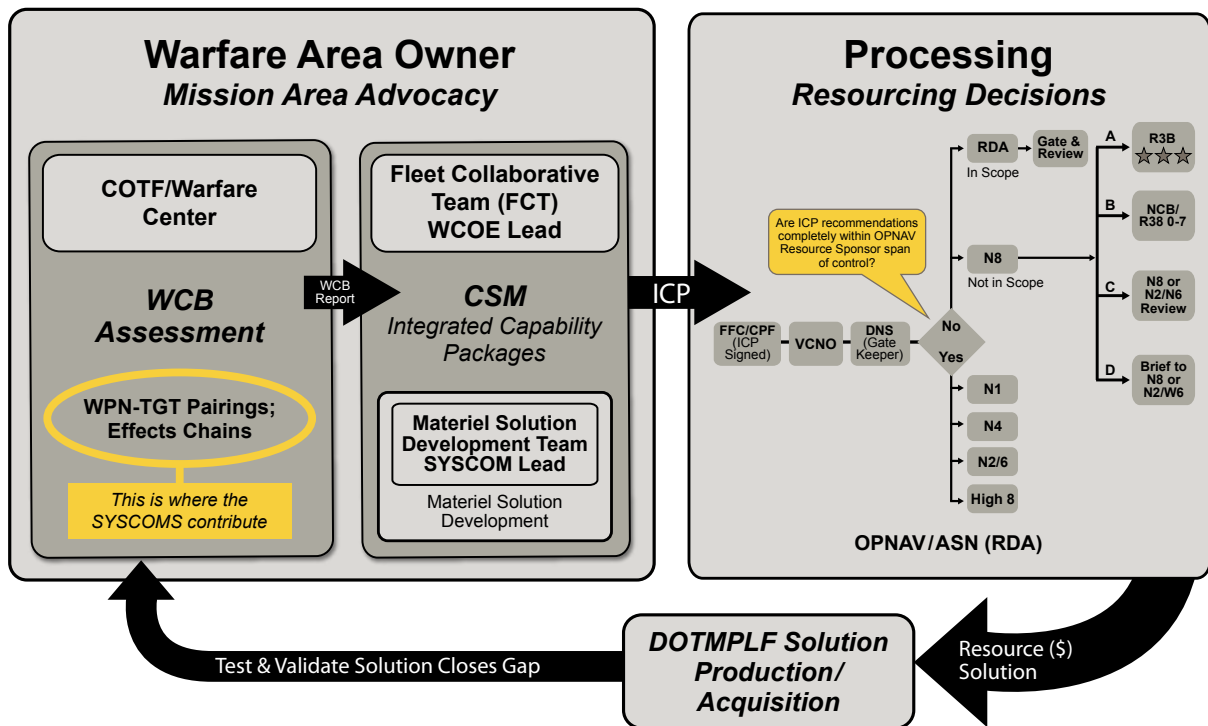 Warfare Area Owner
Mission Area Advocacy
COTF/Warfare
Center
WCB
Assessment
WPN-TGT Pairings;
Effects Chains
This is where the
SYSCOMS contribute
WCB
Report
Fleet Collaborative
Team (FCT)
WCOE Lead
CSM
Integrated Capability
Packages
Materiel Solution
Development Team
SYSCOM Lead
Materiel Solution
Development
ICP
Processing
Resourcing Decisions
Are ICP recommendations
completely within OPNAV
Resource Sponsor span
of control?
FFC/CPF
(ICP
Signed)
VCNO
DNS
(Gate
Keeper)
No
Yes
RDA
In Scope
Gate &
Review
N8
Not in Scope
A
R3B
B
NCB/
R38 0-7
C
N8 or
N2/N6
Review
D
Brief to
N8 or
N2/W6
N1
N4
N2/6
High 8
OPNAV/ASN (RDA)
Resource ($)
Solution
DOTMPLF Solution
Production/
Acquisition
Test & Validate Solution Closes Gap